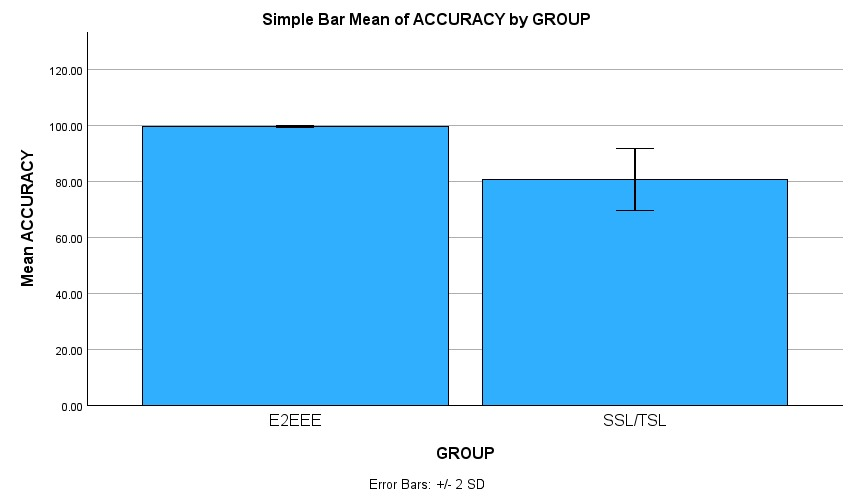 Simple Bar Mean of ACCURACY by GROUP
120.00
100.00
80.00
60.00
40.00
20.00
0.00
Mean ACCURACY
E2EEE
SSL/TSL
GROUP
Error Bars: +/- 2 SD